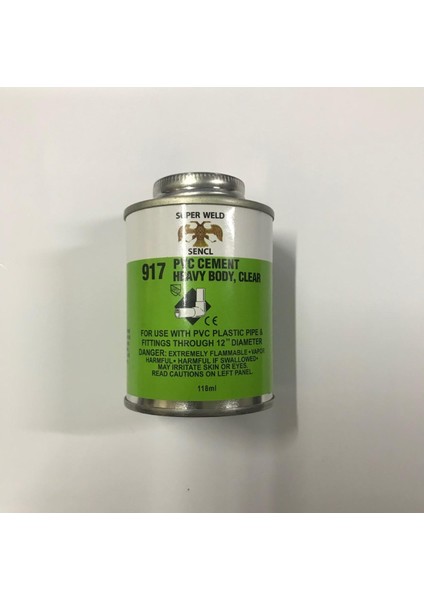 SUPER WELD
SENCL
917 PVC CEMENT
HEAVY BODY, CLEAR
CE
FOR USE WITH PVC PLASTIC PIPE &
FITTINGS THROUGH 12" DIAMETER
DANGER: EXTREMELY FLAMMABLE • VAPOR
HARMFUL • HARMFUL IF SWALLOWED •
MAY IRRITATE SKIN OR EYES.
READ CAUTIONS ON LEFT PANEL.
118ml